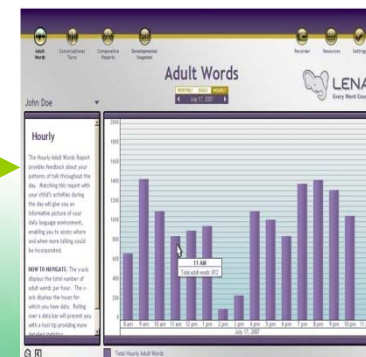 Adult Words
Conversational Turns
Comparative Reports
Developmental Snapshot
Recorder
Resources
Settings
Adult Words
MONTHLY DAILY HOURLY
July 17, 2007
LENA
Every Word Cou
John Doe
Hourly
The Hourly Adult Words Report
provides feedback about your
patterns of talk throughout the
day. Matching this report with
your child's activities during
the day will give you an
informative picture of your
daily language environment,
enabling you to assess where
and when more talking could
be incorporated.
HOW TO NAVIGATE: The y-axis
displays the total number of
adult words per hour. The x-
axis displays the hours for
which you have data. Rolling
over a data bar will present you
with a tool tip providing more
detailed statistics.
2000
1800
1600
1400
1200
1000
800
600
400
200
0
11 AM
Total adult words: 812
8 am 9 am 10 am 11 am 12 pm 1 pm 2 pm 3 pm 4 pm 5 pm 6 pm 7 pm 8 pm 9 pm 10 pm 11
July 17, 2007
Total Hourly Adult Words